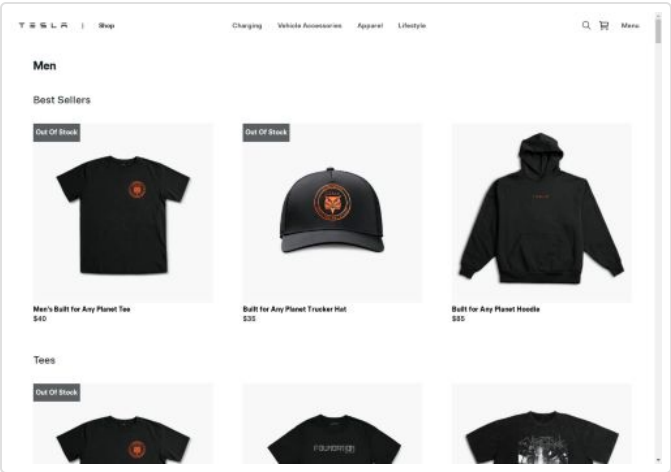 TESLA | Shop
Charging Vehicle Accessories Apparel Lifestyle
Menu
Men
Best Sellers
Out Of Stock
Out Of Stock
Men's Built for Any Planet Tee
$40
Built for Any Planet Trucker Hat
$35
Built for Any Planet Hoodie
$85
Tees
Out Of Stock
FOUNDATION